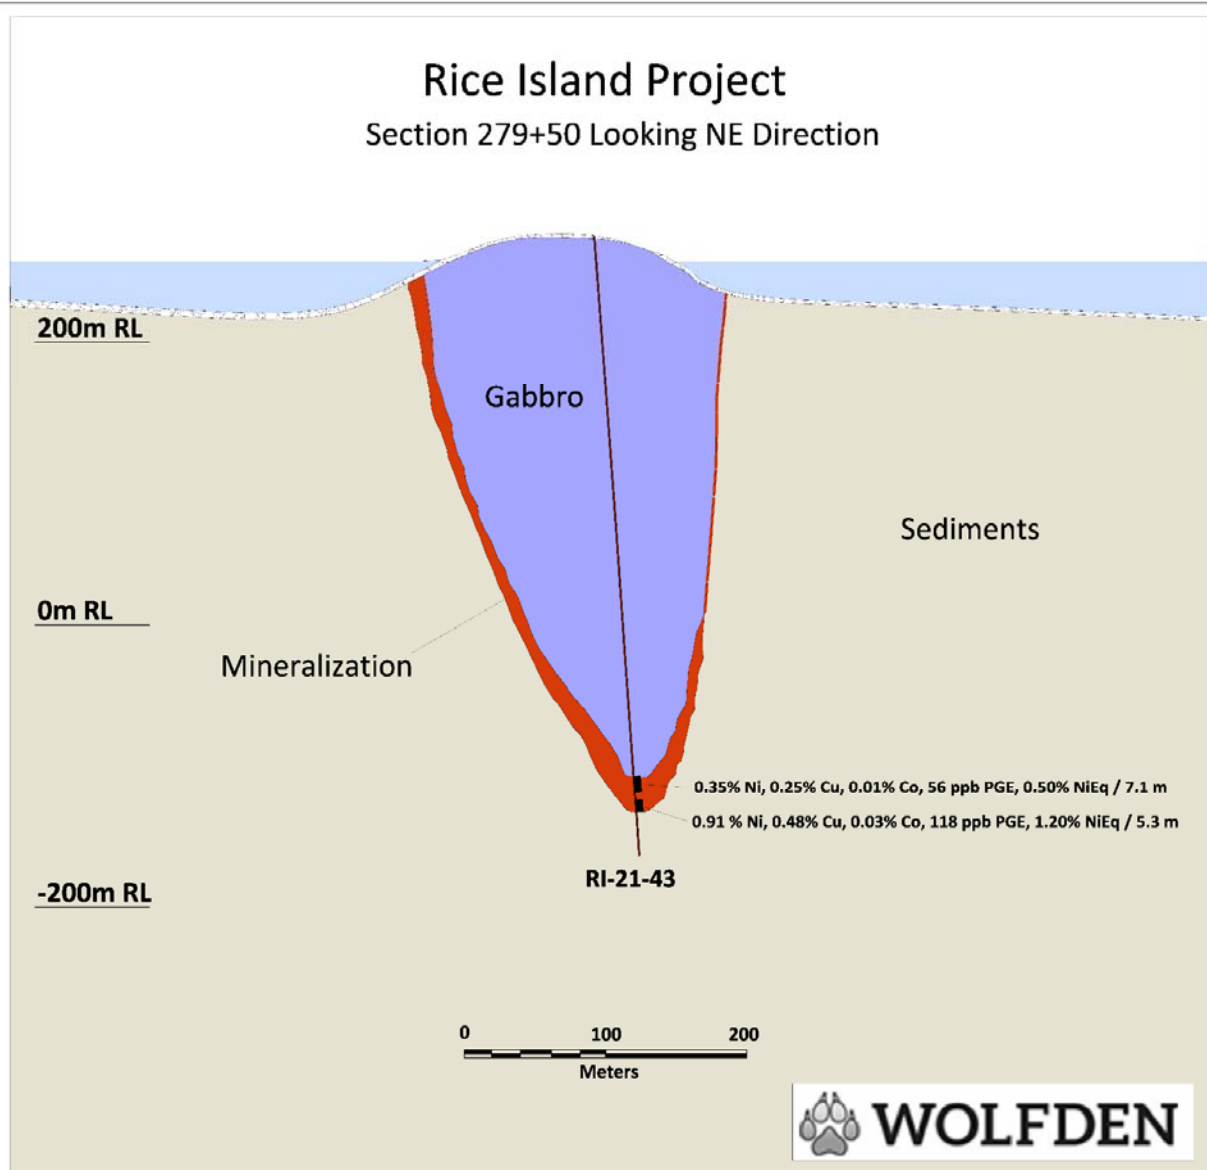 Rice Island Project
Section 279+50 Looking NE Direction
200m RL
Gabbro
Sediments
0m RL
Mineralization
0.35% Ni, 0.25% Cu, 0.01% Co, 56 ppb PGE, 0.50% NiEq / 7.1 m
0.91 % Ni, 0.48% Cu, 0.03% Co, 118 ppb PGE, 1.20% NiEq / 5.3 m
RI-21-43
-200m RL
0 100 200
Meters
WOLFDEN